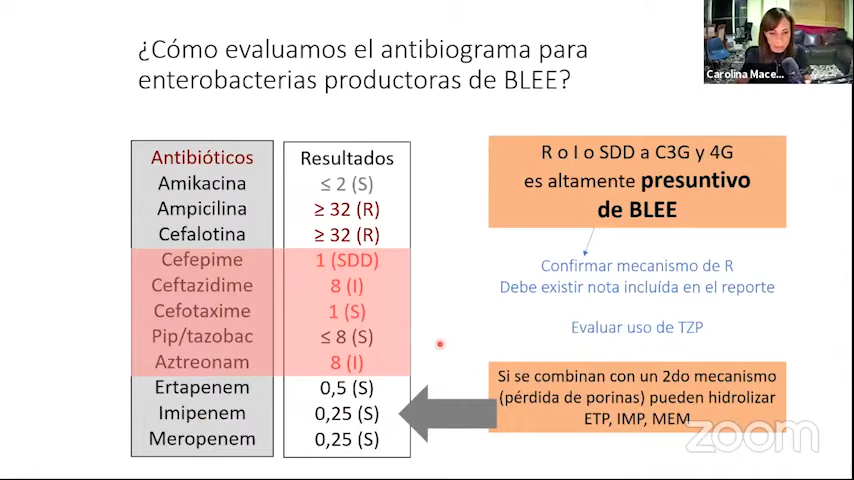 ¿Cómo evaluamos el antibiograma para
enterobacterias productoras de BLEE?
Carolina Mace...
Antibióticos
Resultados
Amikacina
≤ 2 (S)
Ampicilina
≥ 32 (R)
Cefalotina
≥ 32 (R)
Cefepime
1 (SDD)
Ceftazidime
8 (I)
Cefotaxime
1 (S)
Pip/tazobac
≤ 8 (S)
Aztreonam
8 (I)
Ertapenem
0,5 (S)
Imipenem
0,25 (S)
Meropenem
0,25 (S)
R o I o SDD a C3G y 4G
es altamente presuntivo
de BLEE
Confirmar mecanismo de R
Debe existir nota incluída en el reporte
Evaluar uso de TZP
Si se combinan con un 2do mecanismo
(pérdida de porinas) pueden hidrolizar
ETP, IMP, MEM
zoom